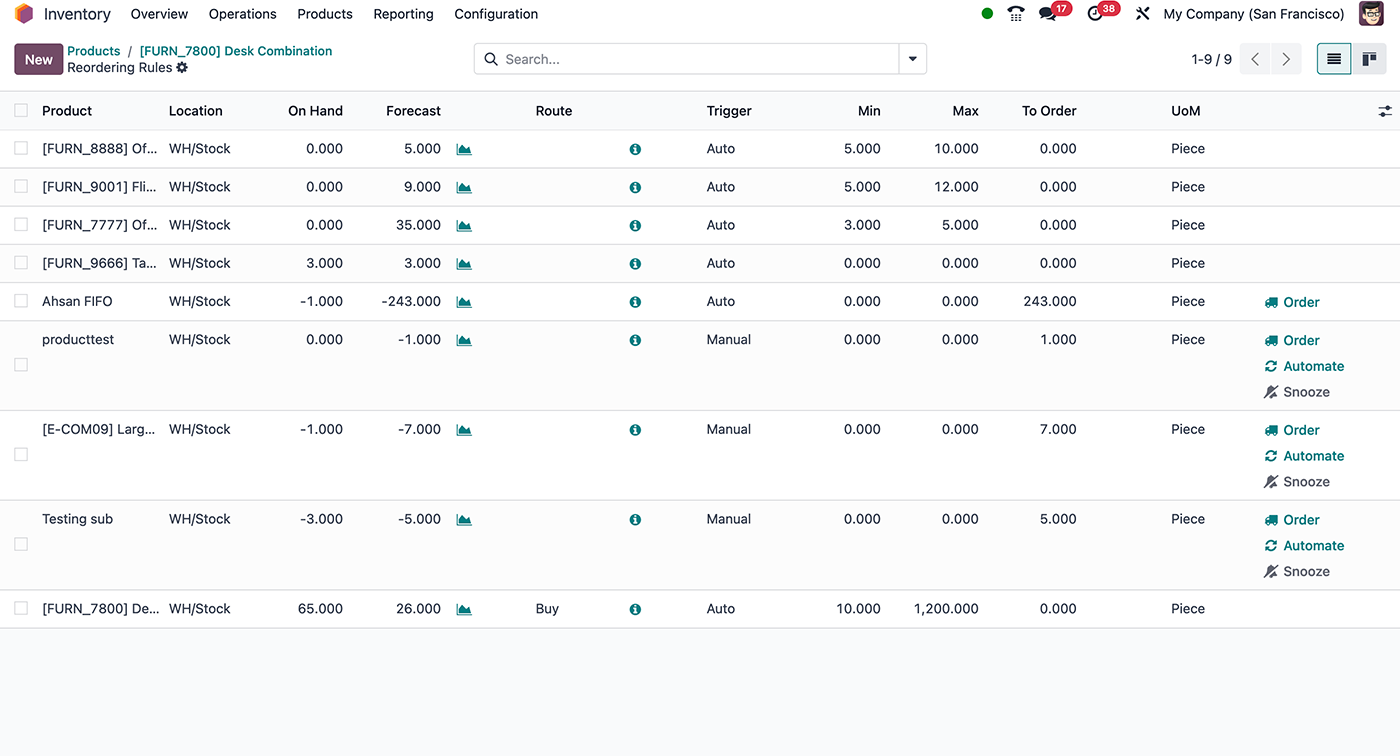 Inventory Overview Operations Products Reporting Configuration 17 38 My Company (San Francisco)
New Products / [FURN_7800] Desk Combination
Reordering Rules
Search...
1-9 / 9
Product Location On Hand Forecast Route Trigger Min Max To Order UoM
[FURN_8888] Of... WH/Stock 0.000 5.000 Auto 5.000 10.000 0.000 Piece
[FURN_9001] Fli... WH/Stock 0.000 9.000 Auto 5.000 12.000 0.000 Piece
[FURN_7777] Of... WH/Stock 0.000 35.000 Auto 3.000 5.000 0.000 Piece
[FURN_9666] Ta... WH/Stock 3.000 3.000 Auto 0.000 0.000 0.000 Piece
Ahsan FIFO WH/Stock -1.000 -243.000 Auto 0.000 0.000 243.000 Piece Order
producttest WH/Stock 0.000 -1.000 Manual 0.000 0.000 1.000 Piece Order
Automate
Snooze
[E-COM09] Larg... WH/Stock -1.000 -7.000 Manual 0.000 0.000 7.000 Piece Order
Automate
Snooze
Testing sub WH/Stock -3.000 -5.000 Manual 0.000 0.000 5.000 Piece Order
Automate
Snooze
[FURN_7800] De... WH/Stock 65.000 26.000 Buy Auto 10.000 1,200.000 0.000 Piece